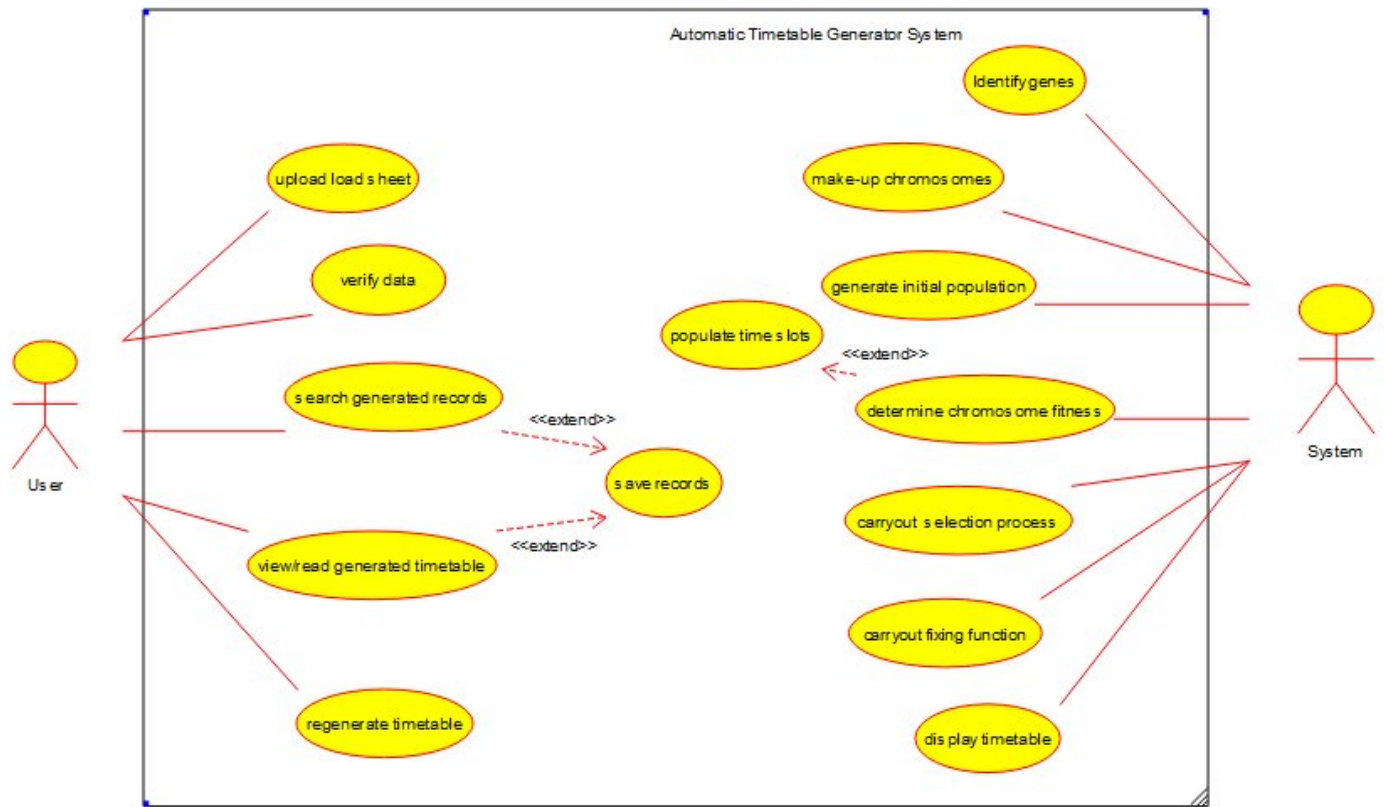 Automatic Timetable Generator System
Identify genes
upload load sheet
make-up chromosomes
verify data
generate initial population
populate time slots
<<extend>>
search generated records
determine chromosome fitness
<<extend>>
System
User
save records
carryout selection process
<<extend>>
view/read generated timetable
carryout fixing function
regenerate timetable
display timetable